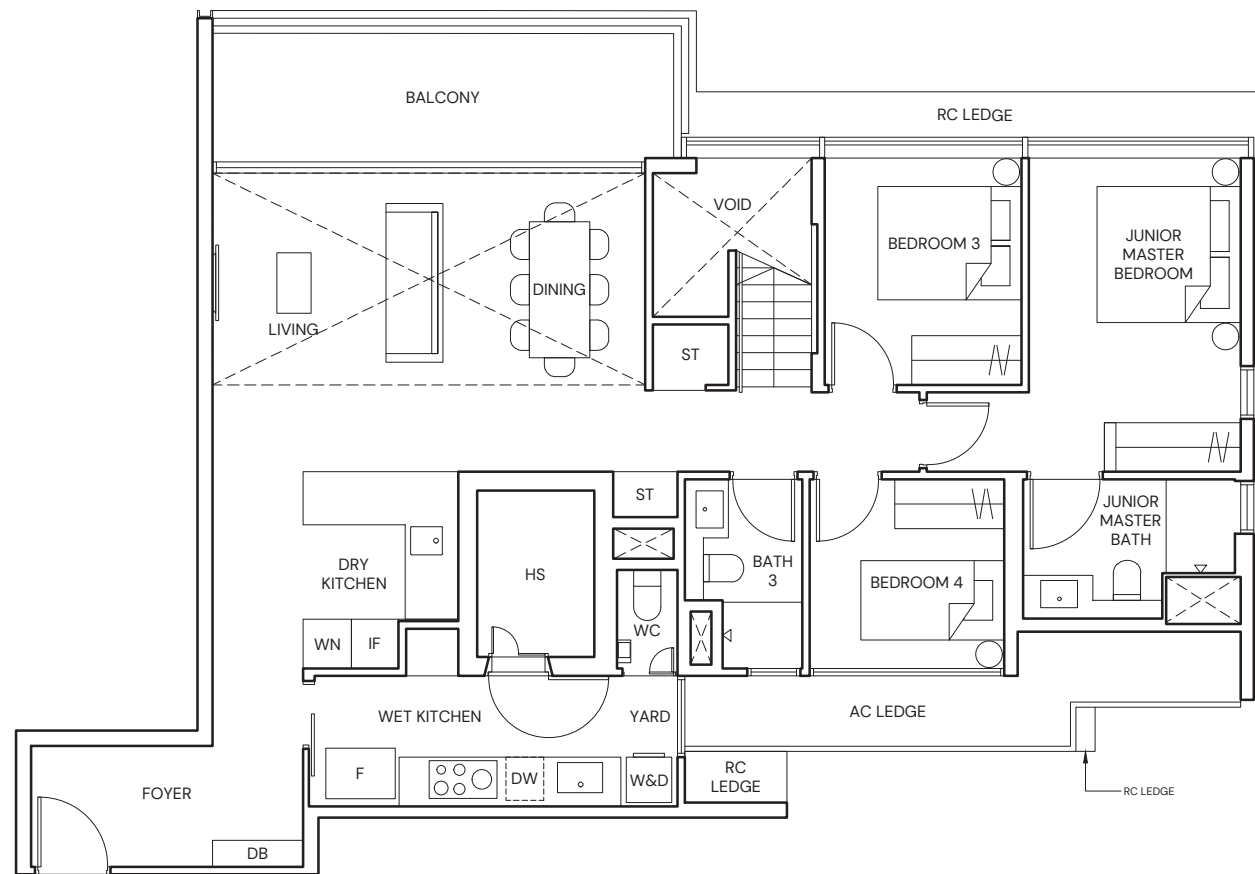 BALCONY
RC LEDGE
VOID
BEDROOM 3
JUNIOR
MASTER
BEDROOM
DINING
LIVING
ST
ST
DRY
KITCHEN
HS
BATH
3
BEDROOM 4
JUNIOR
MASTER
BATH
WN
IF
WC
WET KITCHEN
YARD
AC LEDGE
F
DW
W&D
RC
LEDGE
FOYER
RC LEDGE
DB